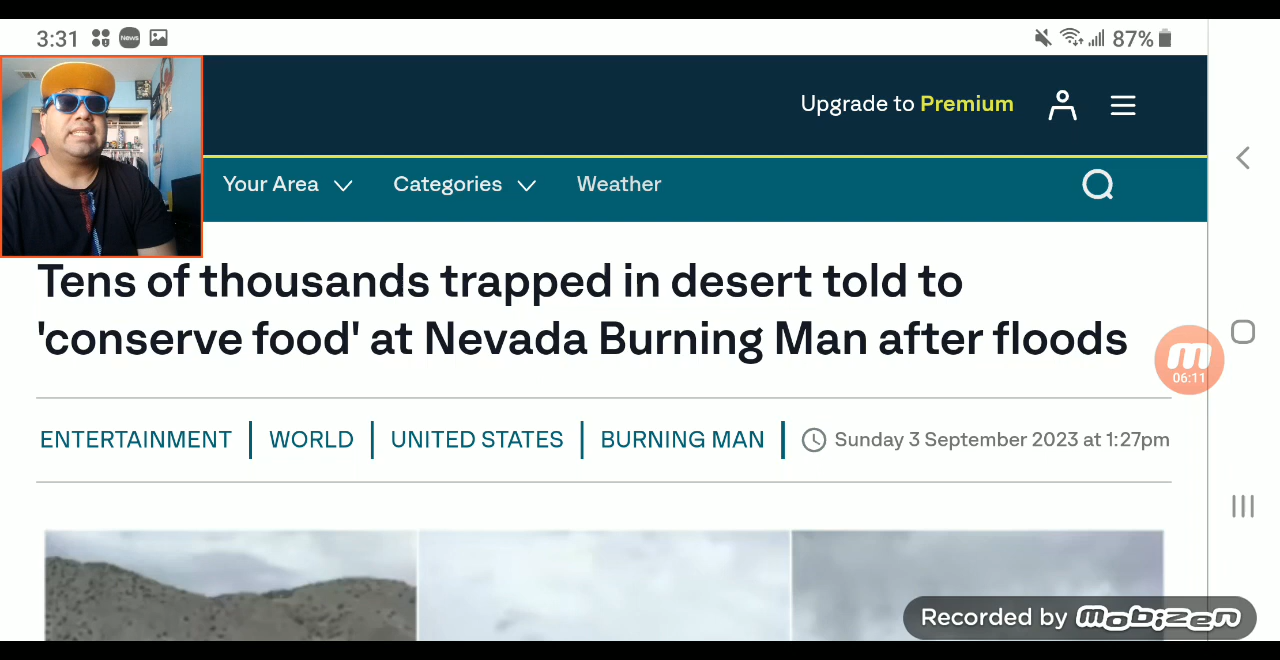 3:31
News
87%
Upgrade to Premium
Your Area
Categories
Weather
Tens of thousands trapped in desert told to
'conserve food' at Nevada Burning Man after floods
m
06:11
ENTERTAINMENT | WORLD | UNITED STATES | BURNING MAN | Sunday 3 September 2023 at 1:27pm
Recorded by mobizen